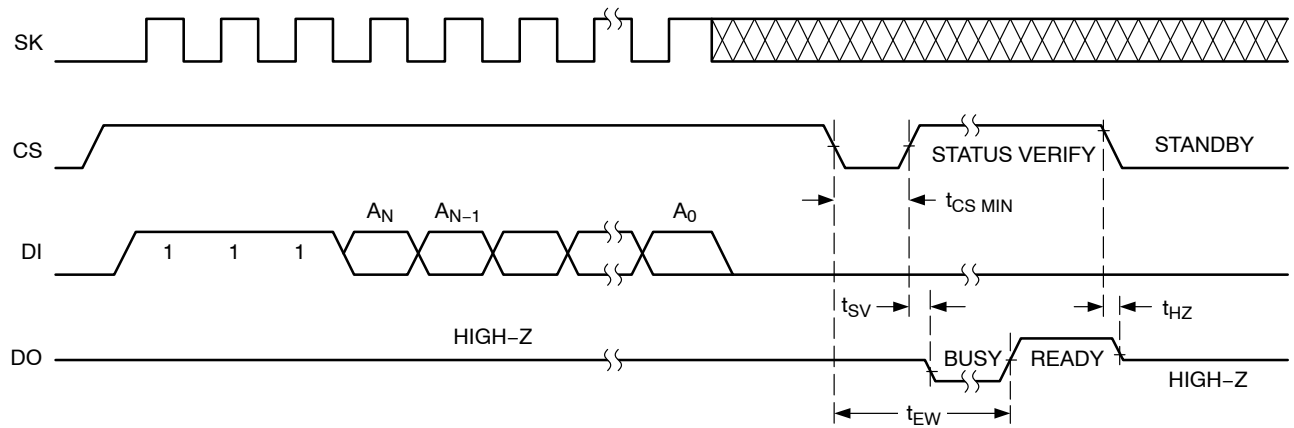 SK
CS
STATUS VERIFY
STANDBY
t_CS MIN
A_N
A_N−1
A_0
DI
1 1 1
t_SV
t_HZ
HIGH−Z
DO
BUSY
READY
HIGH−Z
t_EW